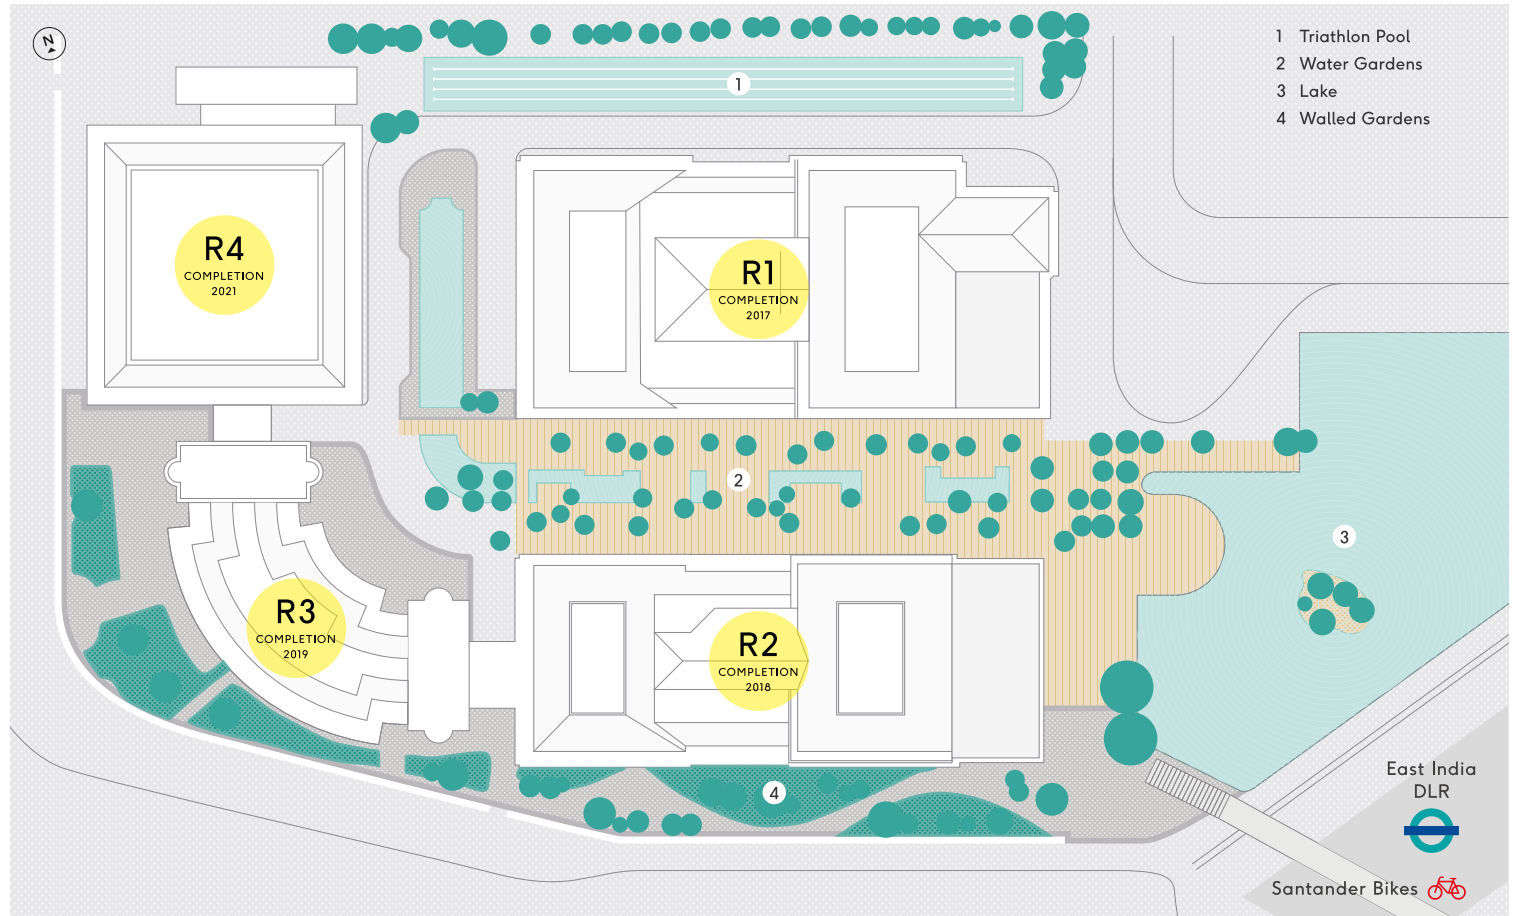 N
1 Triathlon Pool
2 Water Gardens
3 Lake
4 Walled Gardens
1
R4
COMPLETION
2021
R1
COMPLETION
2017
2
3
R3
COMPLETION
2019
R2
COMPLETION
2018
4
East India
DLR
Santander Bikes